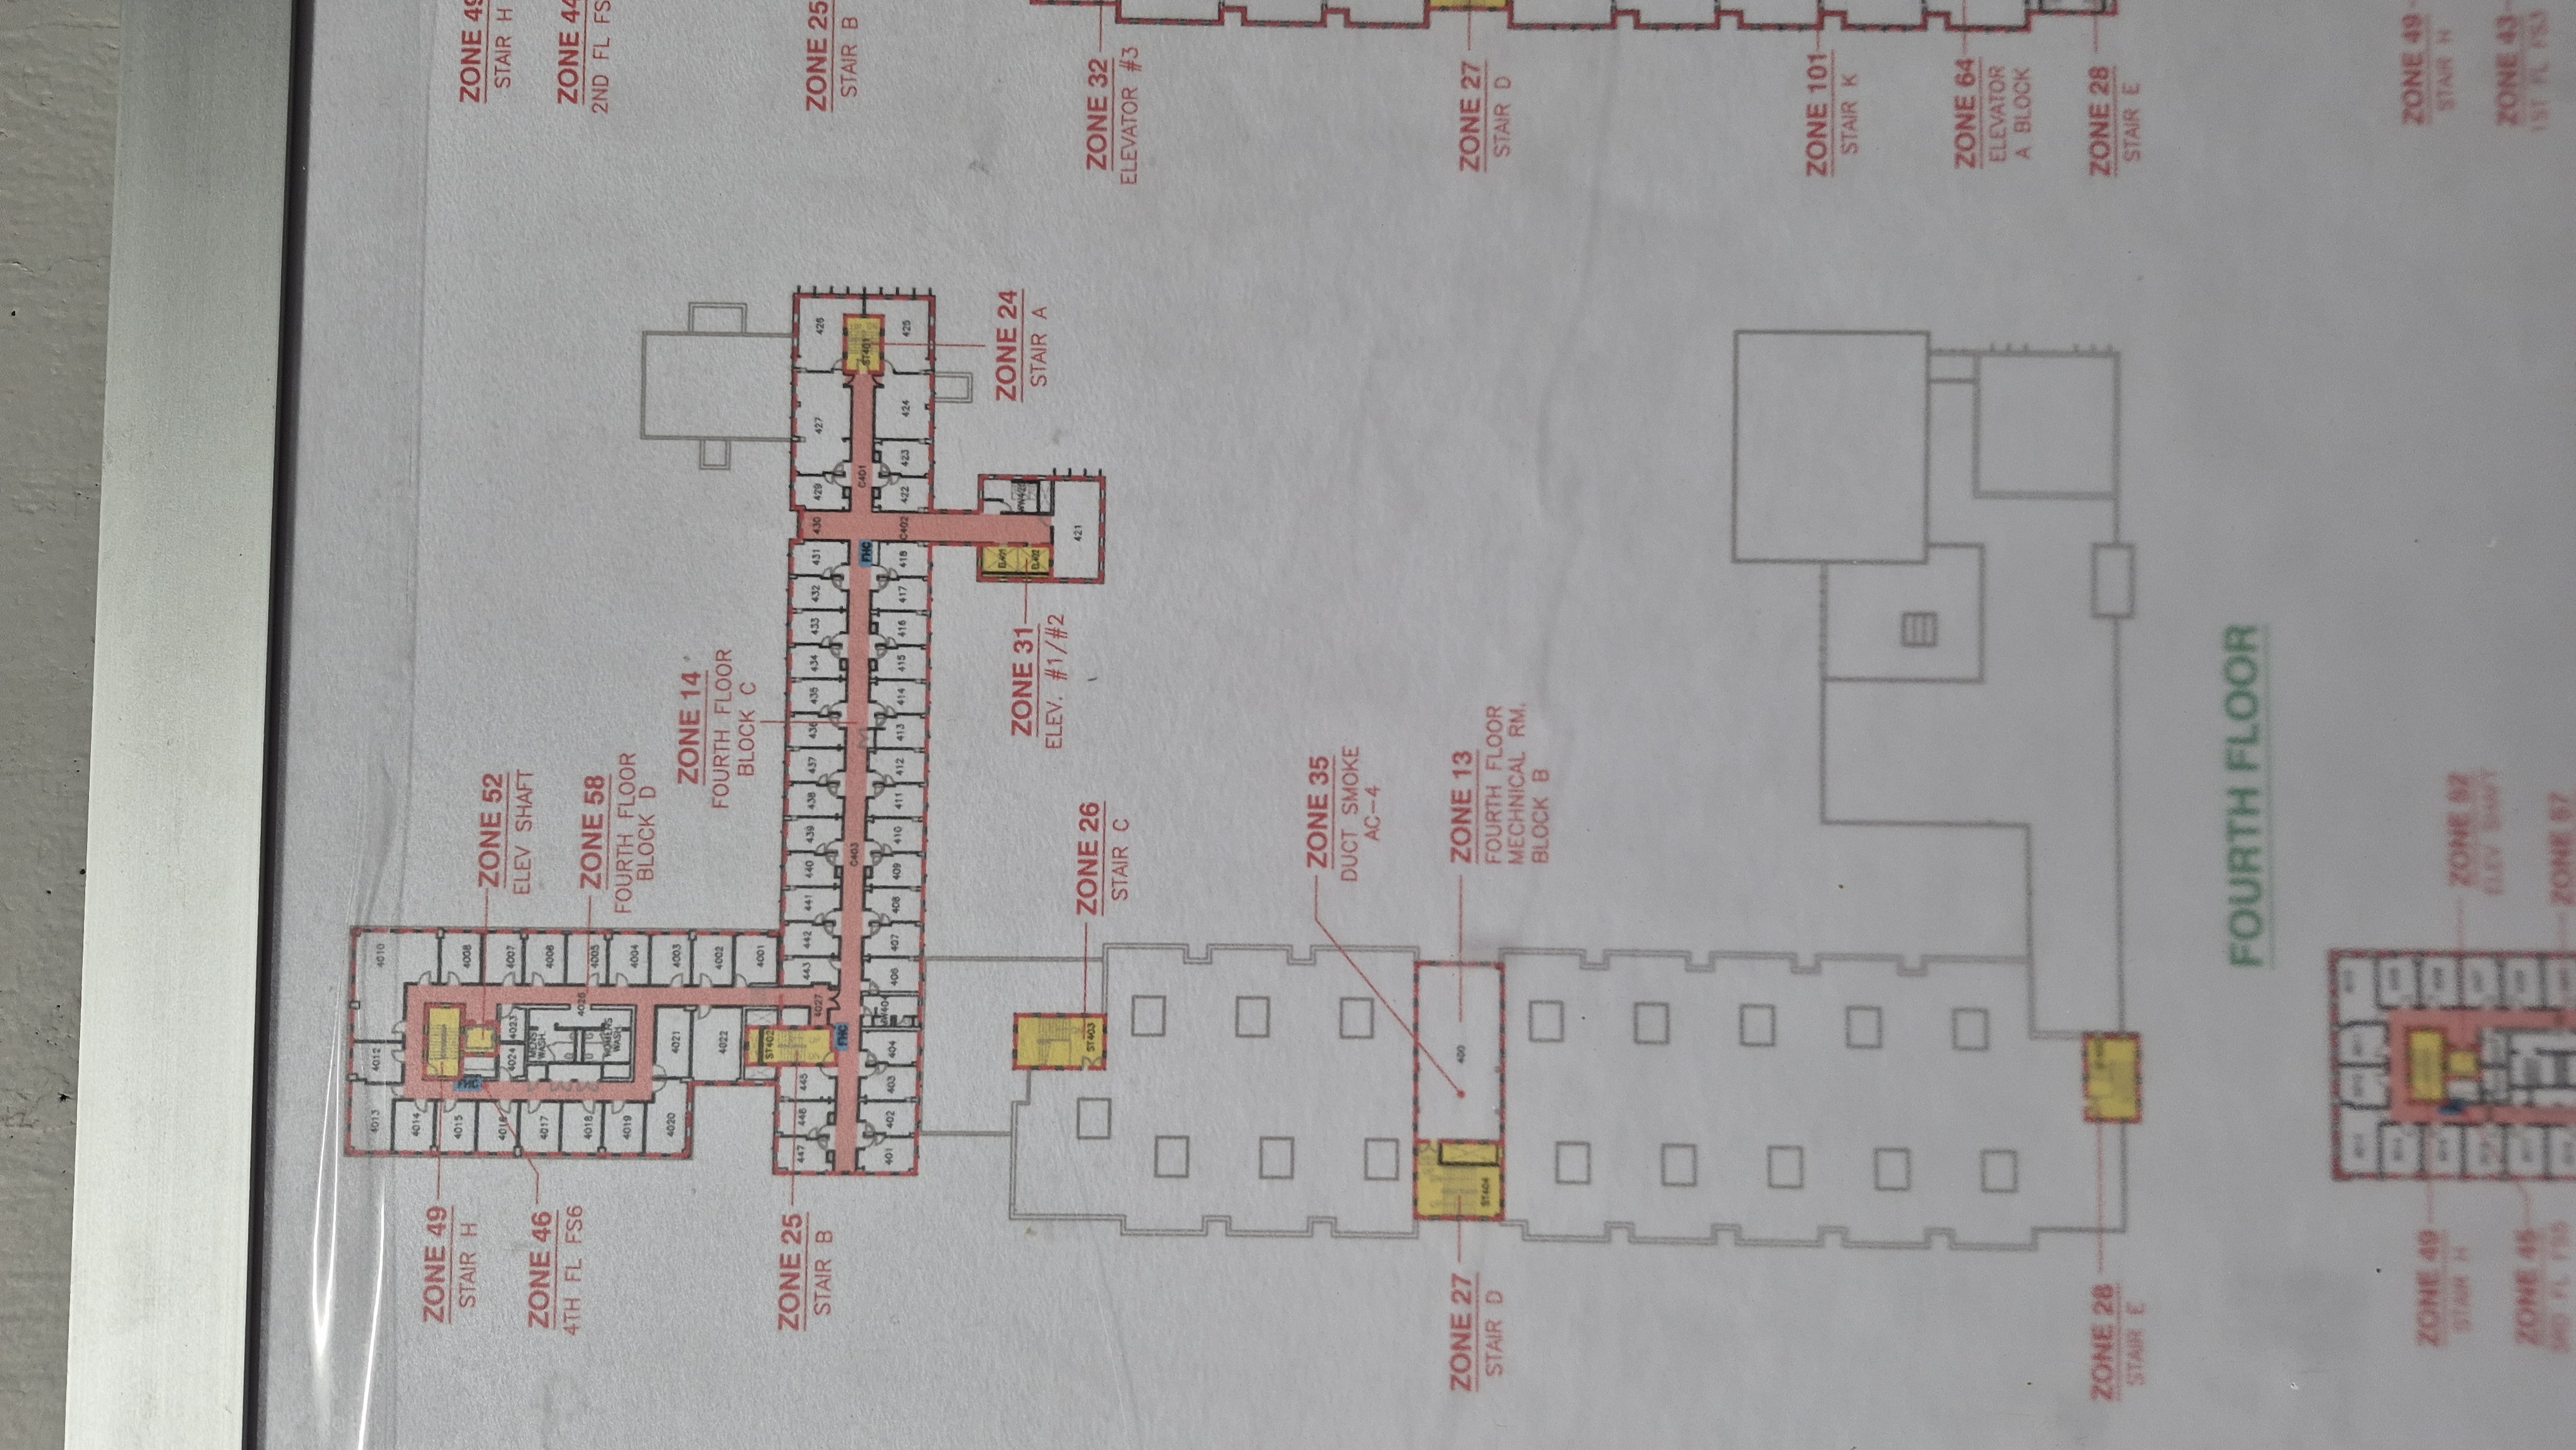 4013
4012
4010
4014
ZONE 49
STAIR H
4015
FHC
4008
ZONE 52
ELEV SHAFT
4016
4024
4023
4007
ZONE 46
4TH FL FS6
4017
MENS
WASH.
4006
4026
4018
4005
ZONE 58
FOURTH FLOOR
BLOCK D
WOMENS
WASH.
4019
4004
4020
4021
4003
4022
4002
4001
ZONE 14
FOURTH FLOOR
BLOCK C
ZONE 25
STAIR B
ST402
447
446
445
4027
443
442
441
440
439
438
437
436
435
434
433
432
431
430
429
427
426
FHC
C403
FHC
C401
ST401
401
402
403
404
406
407
408
409
410
411
412
413
414
415
416
417
418
C402
422
423
424
425
ZONE 31
ELEV. #1/#2
EL401
EL402
421
ZONE 24
STAIR A
ST403
ZONE 26
STAIR C
ZONE 35
DUCT SMOKE
AC-4
ZONE 27
STAIR D
ST404
400
ZONE 13
FOURTH FLOOR
MECHNICAL RM.
BLOCK B
ZONE 28
STAIR E
FOURTH FLOOR
ZONE 49
STAIR H
ZONE 52
ELEV SHAFT
ZONE 45
3RD FL FS5
ZONE 57
ZONE 49
STAIR H
ZONE 44
2ND FL FS
ZONE 25
STAIR B
ZONE 32
ELEVATOR #3
ZONE 27
STAIR D
ZONE 101
STAIR K
ZONE 64
ELEVATOR
A BLOCK
ZONE 28
STAIR E
ZONE 49
STAIR H
ZONE 43
1ST FL FS3